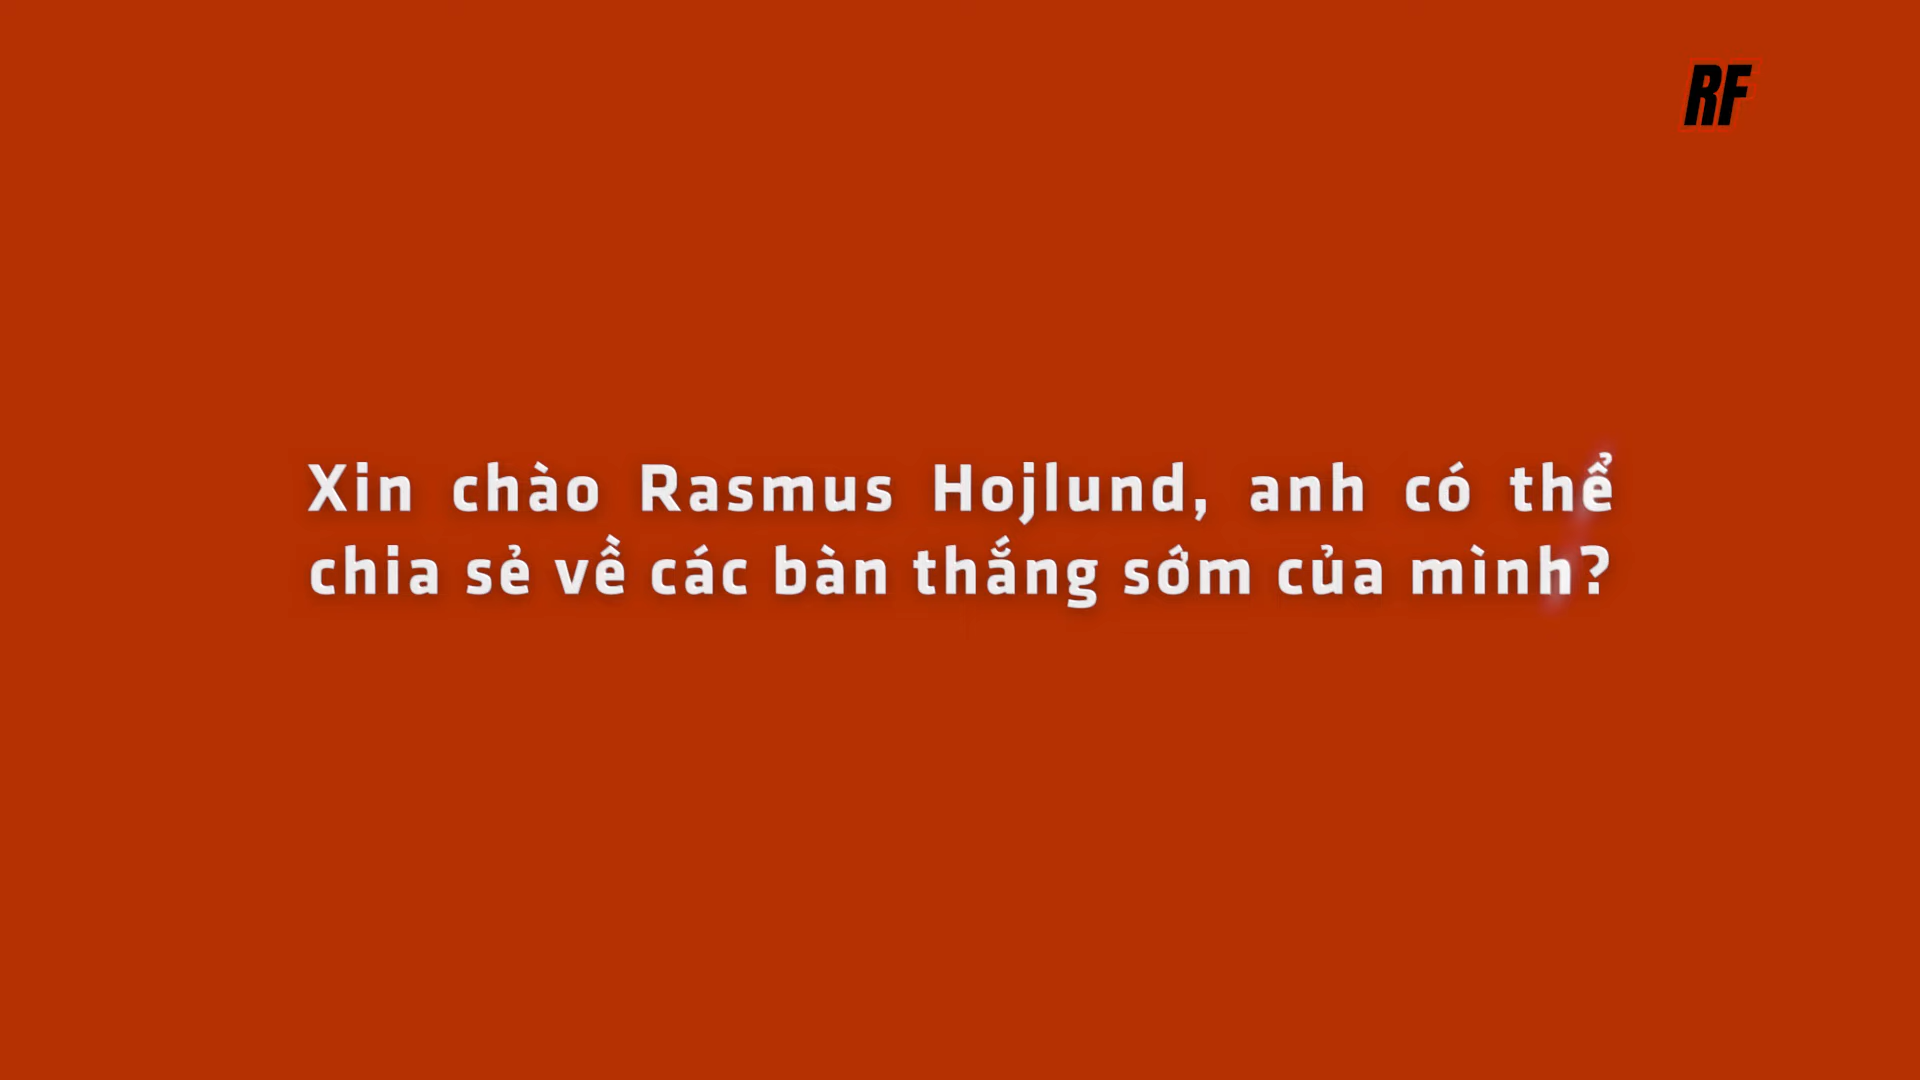 RF
Xin chào Rasmus Hojlund, anh có thể
chia sẻ về các bàn thắng sớm của mình?